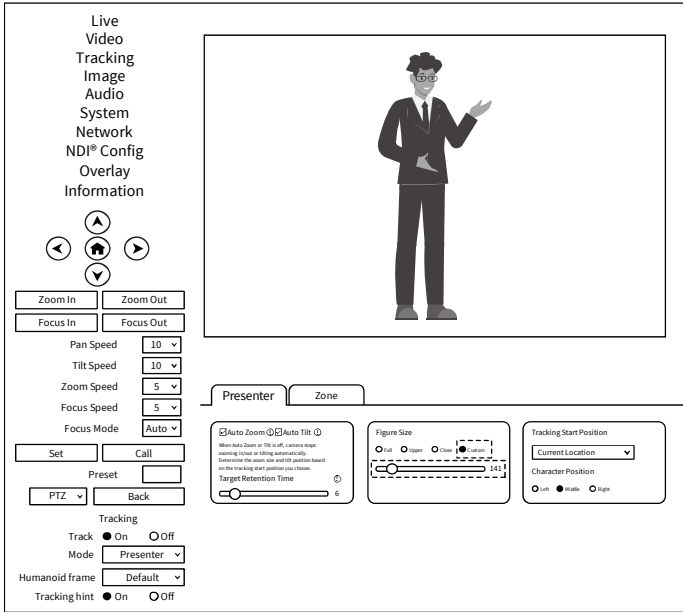 Live
Video
Tracking
Image
Audio
System
Network
NDI® Config
Overlay
Information
Zoom In Zoom Out
Focus In Focus Out
Pan Speed 10
Tilt Speed 10
Zoom Speed 5
Focus Speed 5
Focus Mode Auto
Set Call
Preset
PTZ Back
Tracking
Track On Off
Mode Presenter
Humanoid frame Default
Tracking hint On Off
Presenter Zone
Auto Zoom Auto Tilt
When Auto Zoom or Tilt is off, camera stops
zooming in/out or tilting automatically.
Determine the zoom size and tilt position based
on the tracking start position you choose.
Target Retention Time
6
Figure Size
Full Upper Close Custom
141
Tracking Start Position
Current Location
Character Position
Left Middle Right